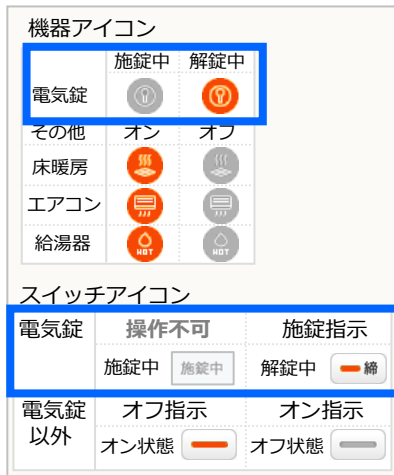 機器アイコン
施錠中 解錠中
電気錠
その他 オン オフ
床暖房
エアコン
給湯器 HOT HOT
スイッチアイコン
電気錠 操作不可 施錠指示
施錠中 施錠中 解錠中 締
電気錠 オフ指示 オン指示
以外 オン状態 オフ状態